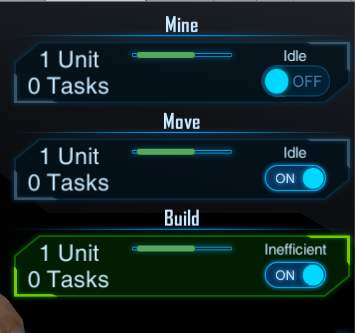 Mine
1 Unit
Idle
0 Tasks
OFF
Move
1 Unit
Idle
0 Tasks
ON
Build
1 Unit
Inefficient
0 Tasks
ON